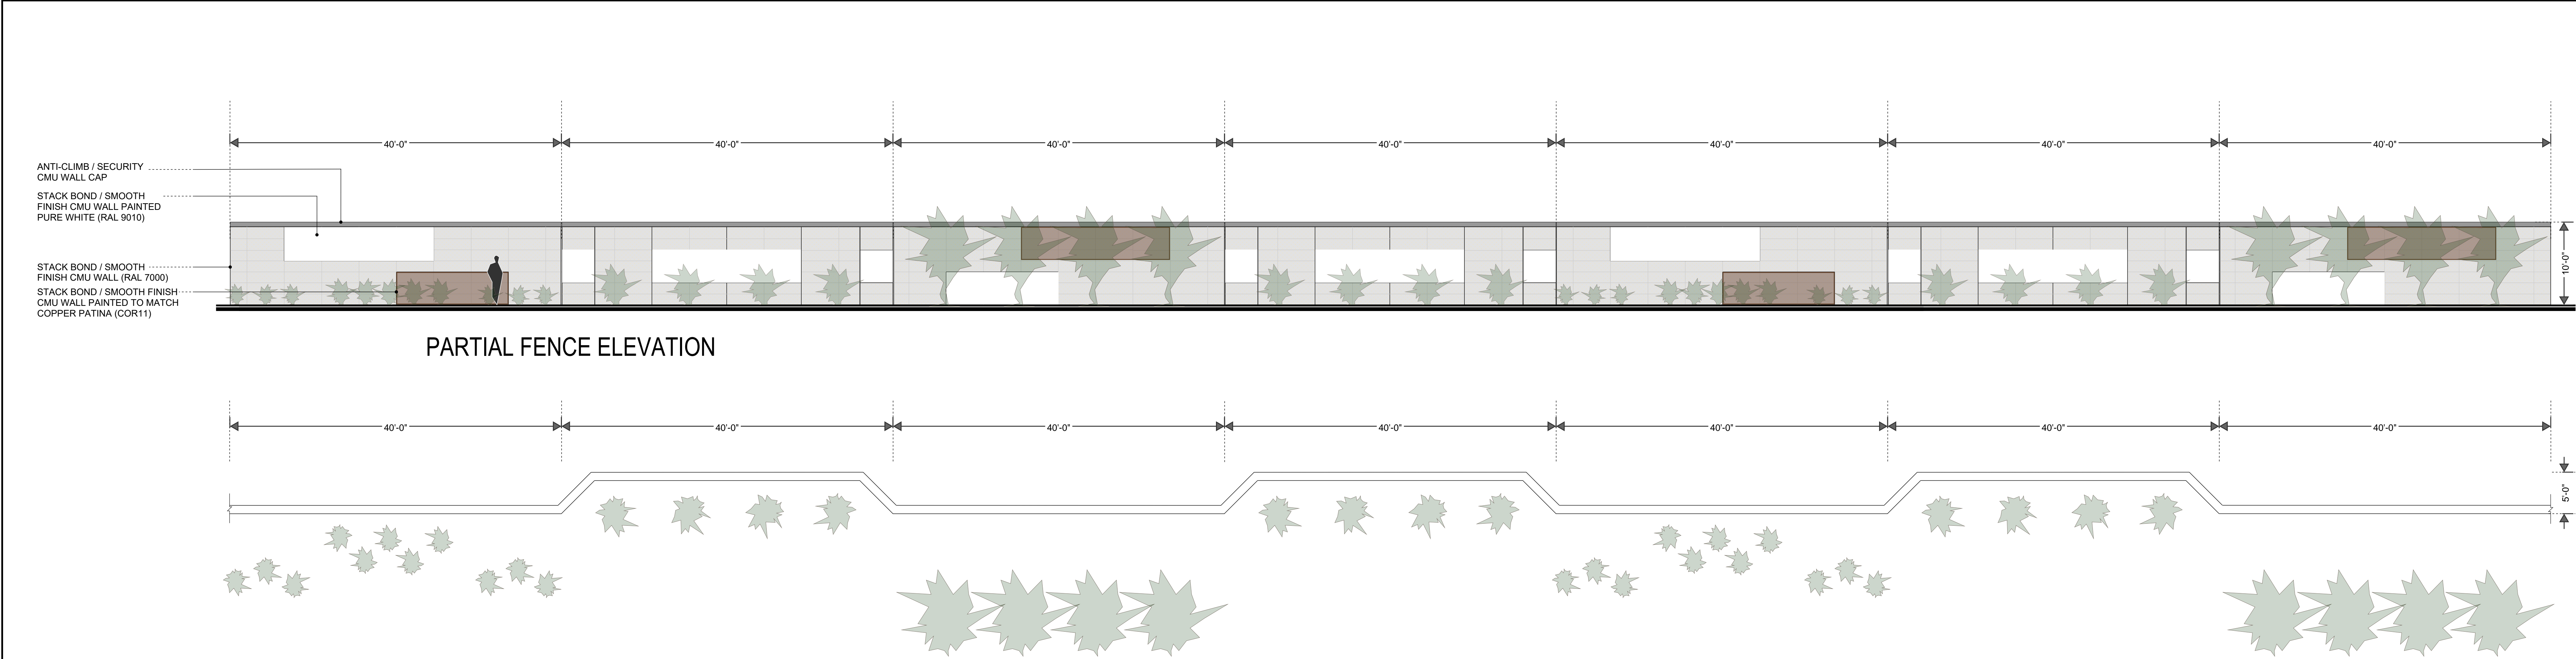 40'-0" 40'-0" 40'-0" 40'-0" 40'-0" 40'-0" 40'-0"
ANTI-CLIMB / SECURITY
CMU WALL CAP
STACK BOND / SMOOTH
FINISH CMU WALL PAINTED
PURE WHITE (RAL 9010)
STACK BOND / SMOOTH
FINISH CMU WALL (RAL 7000)
STACK BOND / SMOOTH FINISH
CMU WALL PAINTED TO MATCH
COPPER PATINA (COR11)
10'-0"
PARTIAL FENCE ELEVATION
40'-0" 40'-0" 40'-0" 40'-0" 40'-0" 40'-0" 40'-0"
5'-0"